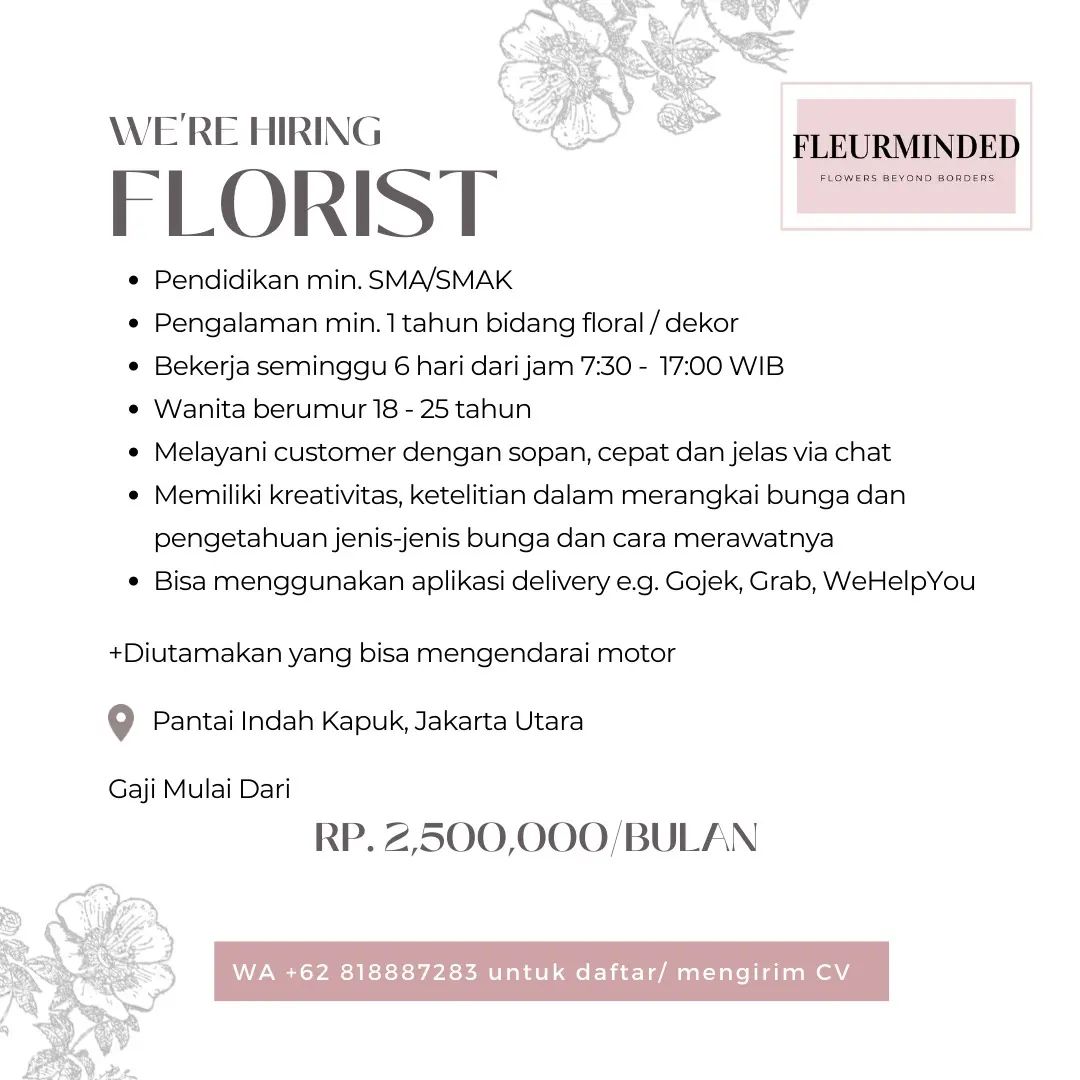 WE'RE HIRING
FLORIST
FLEURMINDED
FLOWERS BEYOND BORDERS
• Pendidikan min. SMA/SMAK
• Pengalaman min. 1 tahun bidang floral / dekor
• Bekerja seminggu 6 hari dari jam 7:30 - 17:00 WIB
• Wanita berumur 18 - 25 tahun
• Melayani customer dengan sopan, cepat dan jelas via chat
• Memiliki kreativitas, ketelitian dalam merangkai bunga dan
pengetahuan jenis-jenis bunga dan cara merawatnya
• Bisa menggunakan aplikasi delivery e.g. Gojek, Grab, WeHelpYou
+Diutamakan yang bisa mengendarai motor
Pantai Indah Kapuk, Jakarta Utara
Gaji Mulai Dari
RP. 2,500,000/BULAN
WA +62 818887283 untuk daftar/ mengirim CV